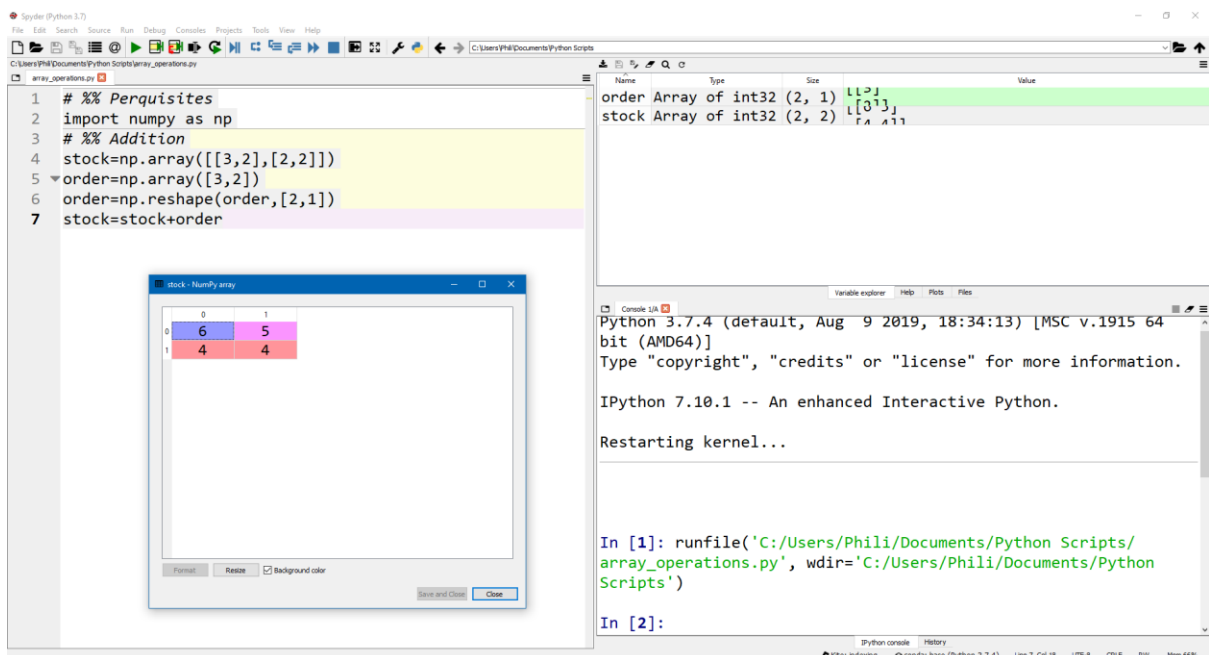 Spyder (Python 3.7)
File Edit Search Source Run Debug Consoles Projects Tools View Help
C:\Users\Phili\Documents\Python Scripts
C:\Users\Phili\Documents\Python Scripts\array_operations.py
array_operations.py
1 # %% Perquisites
2 import numpy as np
3 # %% Addition
4 stock=np.array([[3,2],[2,2]])
5 order=np.array([3,2])
6 order=np.reshape(order,[2,1])
7 stock=stock+order
stock - NumPy array
0 1
0 6 5
1 4 4
Format Resize Background color
Save and Close Close
Name Type Size Value
order Array of int32 (2, 1)
stock Array of int32 (2, 2)
Variable explorer Help Plots Files
Console 1/A
Python 3.7.4 (default, Aug 9 2019, 18:34:13) [MSC v.1915 64
bit (AMD64)]
Type "copyright", "credits" or "license" for more information.
IPython 7.10.1 -- An enhanced Interactive Python.
Restarting kernel...
In [1]: runfile('C:/Users/Phili/Documents/Python Scripts/
array_operations.py', wdir='C:/Users/Phili/Documents/Python
Scripts')
In [2]:
IPython console History